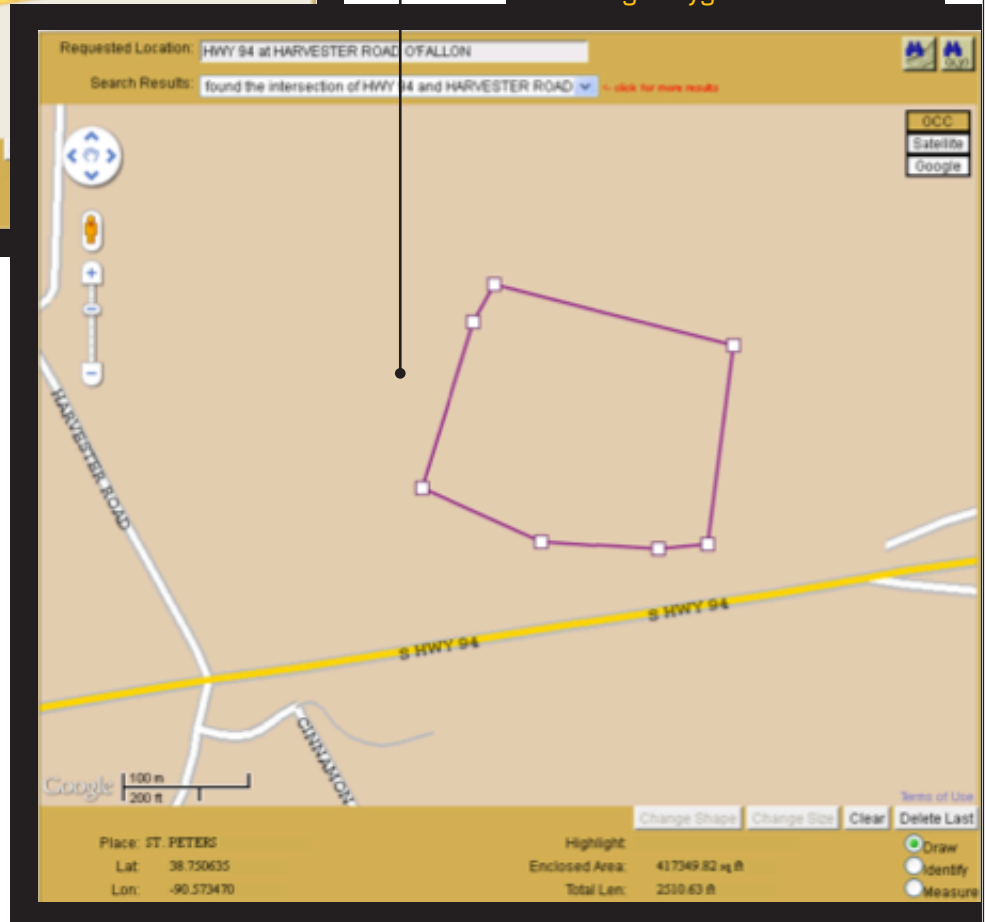 Requested Location: HWY 94 at HARVESTER ROAD O'FALLON
Search Results: found the intersection of HWY 94 and HARVESTER ROAD <- click for more results
OCC
Satellite
Google
HARVESTER ROAD
S HWY 94
S HWY 94
CINNAMON
Google
100 m
200 ft
Terms of Use
Change Shape Change Size Clear Delete Last
Place: ST. PETERS Highlight: Draw
Lat: 38.750635 Enclosed Area: 417349.82 sq ft Identify
Lon: -90.573470 Total Len: 2510.63 ft Measure